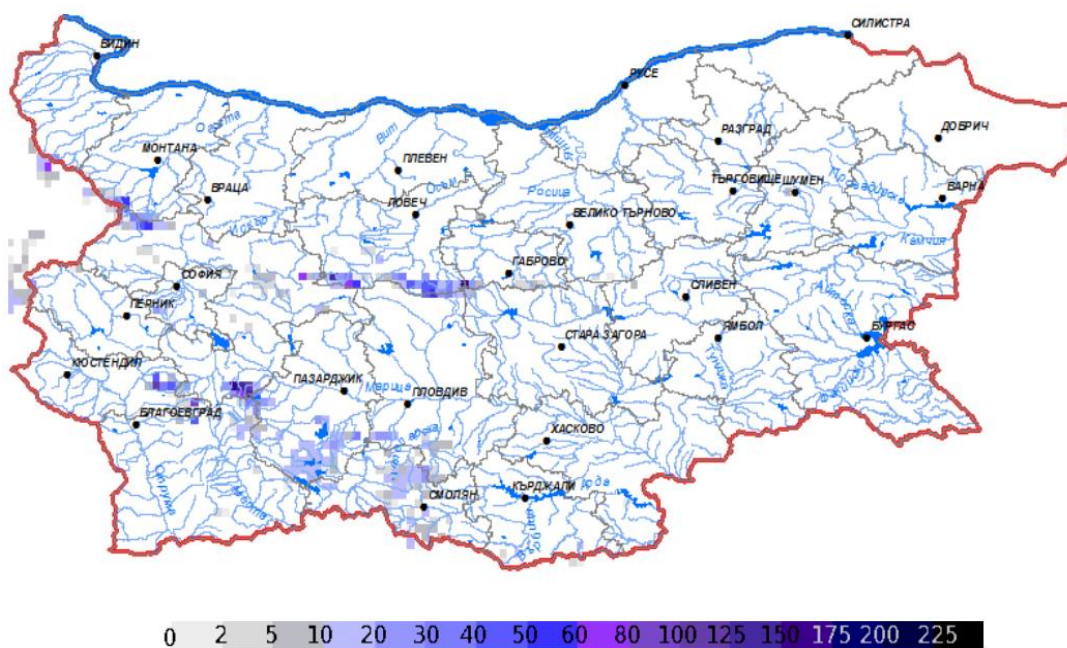 СИЛИСТРА
ВИДИН
РУСЕ
ДОБРИЧ
РАЗГРАД
Огоста
Вит
МОНТАНА
ПЛЕВЕН
ТЪРГОВИЩЕ
ШУМЕН
ВРАЦА
Осъм
Росица
ВАРНА
ЛОВЕЧ
ВЕЛИКО ТЪРНОВО
Искър
Камчия
ГАБРОВО
СОФИЯ
СЛИВЕН
ПЕРНИК
СТАРА ЗАГОРА
ЯМБОЛ
БУРГАС
КЮСТЕНДИЛ
ПАЗАРДЖИК
Марица
ПЛОВДИВ
БЛАГОЕВГРАД
ХАСКОВО
Струма
Места
СМОЛЯН
КЪРДЖАЛИ
0 2 5 10 20 30 40 50 60 80 100 125 150 175 200 225